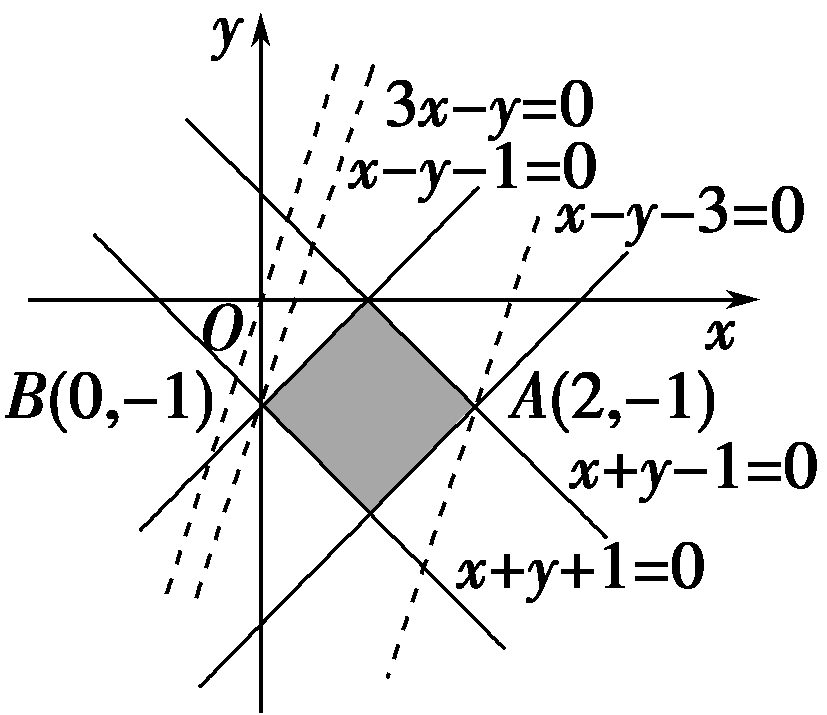 y
3x−y=0
x−y−1=0
x−y−3=0
O
x
B(0,−1)
A(2,−1)
x+y−1=0
x+y+1=0